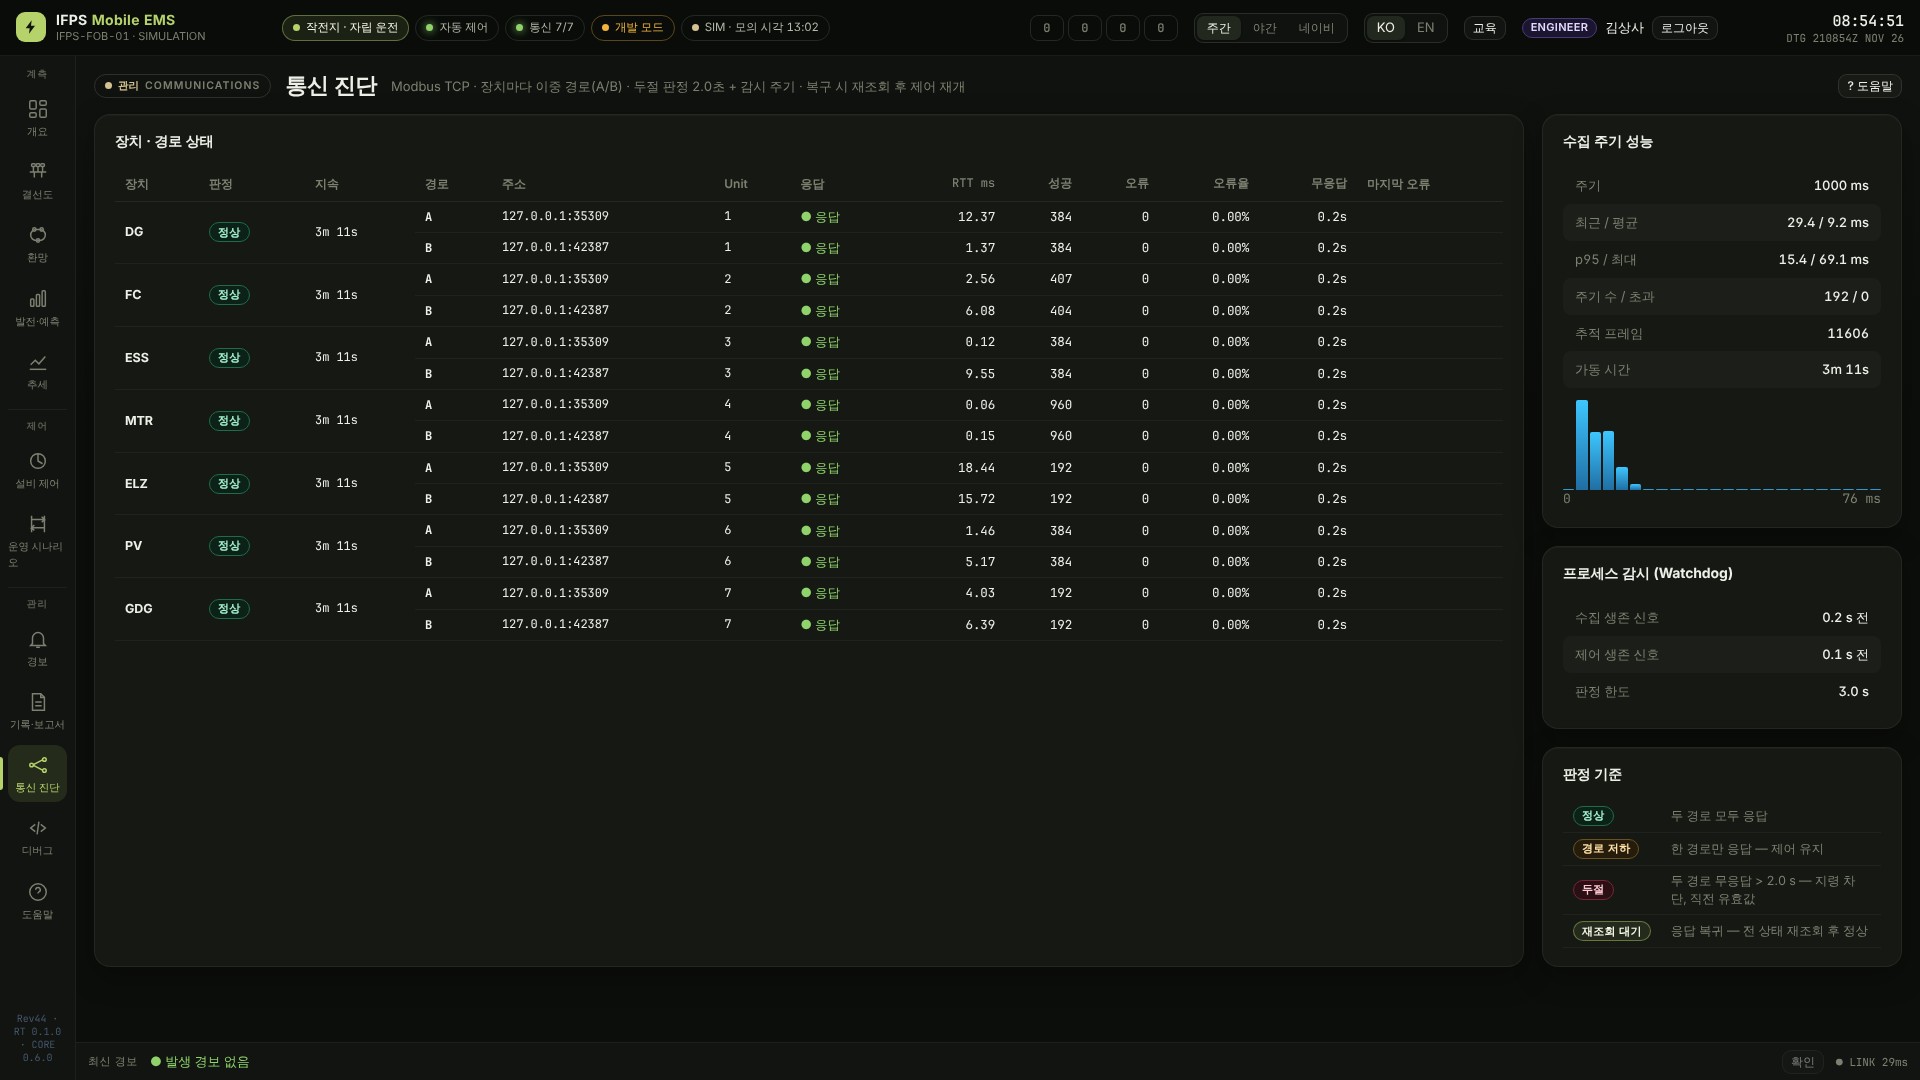 IFPS Mobile EMS
IFPS-FOB-01 · SIMULATION
작전지 · 자립 운전
자동 제어
통신 7/7
개발 모드
SIM · 모의 시각 13:02
0 0 0 0
주간 야간 네이비
KO EN
교육
ENGINEER 김상사 로그아웃
08:54:51
DTG 210854Z NOV 26
계측
개요
결선도
환망
발전·예측
추세
제어
설비 제어
운영 시나리
오
관리
경보
기록·보고서
통신 진단
디버그
도움말
Rev44 ·
RT 0.1.0
· CORE
0.6.0
관리 COMMUNICATIONS
통신 진단
Modbus TCP · 장치마다 이중 경로(A/B) · 두절 판정 2.0초 + 감시 주기 · 복구 시 재조회 후 제어 재개
? 도움말
장치 · 경로 상태
장치 판정 지속 경로 주소 Unit 응답 RTT ms 성공 오류 오류율 무응답 마지막 오류
DG 정상 3m 11s
A 127.0.0.1:35309 1 응답 12.37 384 0 0.00% 0.2s
B 127.0.0.1:42387 1 응답 1.37 384 0 0.00% 0.2s
FC 정상 3m 11s
A 127.0.0.1:35309 2 응답 2.56 407 0 0.00% 0.2s
B 127.0.0.1:42387 2 응답 6.08 404 0 0.00% 0.2s
ESS 정상 3m 11s
A 127.0.0.1:35309 3 응답 0.12 384 0 0.00% 0.2s
B 127.0.0.1:42387 3 응답 9.55 384 0 0.00% 0.2s
MTR 정상 3m 11s
A 127.0.0.1:35309 4 응답 0.06 960 0 0.00% 0.2s
B 127.0.0.1:42387 4 응답 0.15 960 0 0.00% 0.2s
ELZ 정상 3m 11s
A 127.0.0.1:35309 5 응답 18.44 192 0 0.00% 0.2s
B 127.0.0.1:42387 5 응답 15.72 192 0 0.00% 0.2s
PV 정상 3m 11s
A 127.0.0.1:35309 6 응답 1.46 384 0 0.00% 0.2s
B 127.0.0.1:42387 6 응답 5.17 384 0 0.00% 0.2s
GDG 정상 3m 11s
A 127.0.0.1:35309 7 응답 4.03 192 0 0.00% 0.2s
B 127.0.0.1:42387 7 응답 6.39 192 0 0.00% 0.2s
수집 주기 성능
주기 1000 ms
최근 / 평균 29.4 / 9.2 ms
p95 / 최대 15.4 / 69.1 ms
주기 수 / 초과 192 / 0
추적 프레임 11606
가동 시간 3m 11s
0 76 ms
프로세스 감시 (Watchdog)
수집 생존 신호 0.2 s 전
제어 생존 신호 0.1 s 전
판정 한도 3.0 s
판정 기준
정상 두 경로 모두 응답
경로 저하 한 경로만 응답 — 제어 유지
두절 두 경로 무응답 > 2.0 s — 지령 차
단, 직전 유효값
재조회 대기 응답 복귀 — 전 상태 재조회 후 정상
최신 경보 발생 경보 없음
확인 LINK 29ms